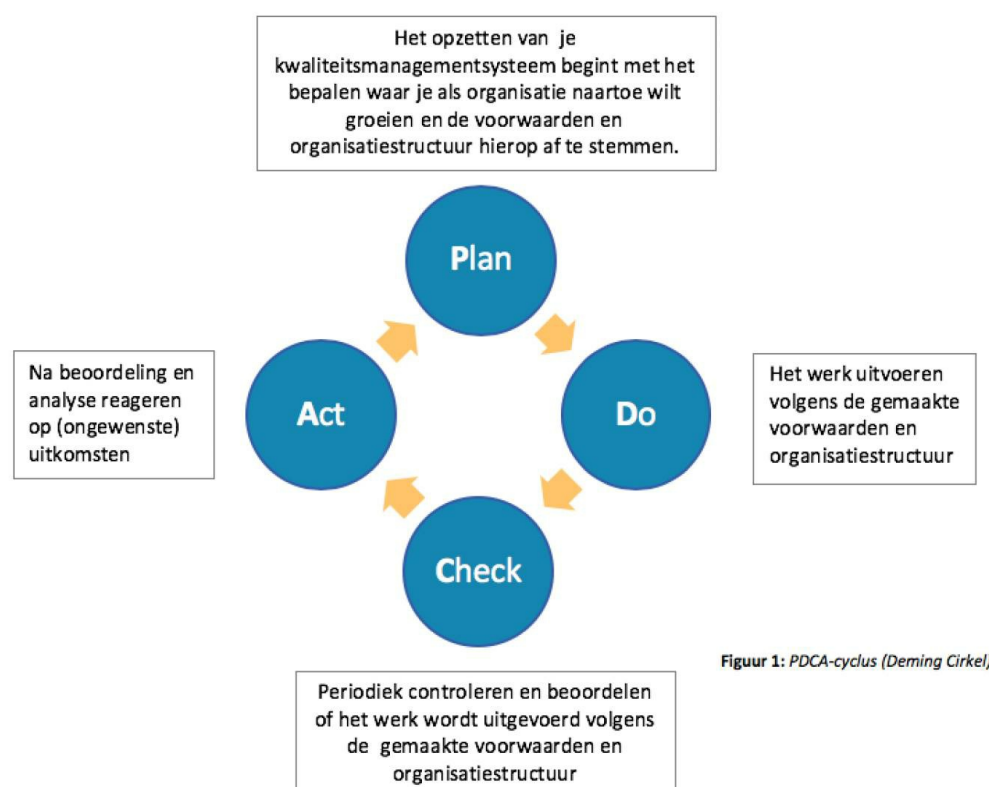 Het opzetten van je
kwaliteitsmanagementsysteem begint met het
bepalen waar je als organisatie naartoe wilt
groeien en de voorwaarden en
organisatiestructuur hierop af te stemmen.
Plan
Na beoordeling en
analyse reageren
op (ongewenste)
uitkomsten
Act
Do
Het werk uitvoeren
volgens de gemaakte
voorwaarden en
organisatiestructuur
Check
Figuur 1: PDCA-cyclus (Deming Cirkel)
Periodiek controleren en beoordelen
of het werk wordt uitgevoerd volgens
de gemaakte voorwaarden en
organisatiestructuur